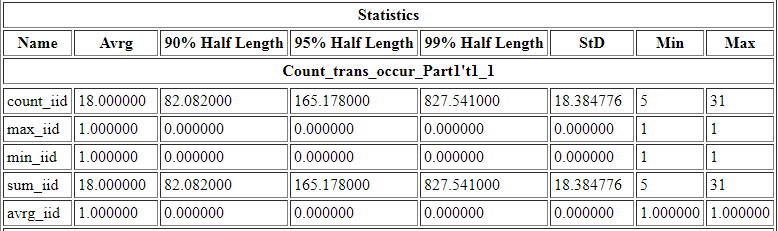 Statistics
Name Avrg 90% Half Length 95% Half Length 99% Half Length StD Min Max
Count_trans_occur_Part1't1_1
count_iid 18.000000 82.082000 165.178000 827.541000 18.384776 5 31
max_iid 1.000000 0.000000 0.000000 0.000000 0.000000 1 1
min_iid 1.000000 0.000000 0.000000 0.000000 0.000000 1 1
sum_iid 18.000000 82.082000 165.178000 827.541000 18.384776 5 31
avrg_iid 1.000000 0.000000 0.000000 0.000000 0.000000 1.000000 1.000000